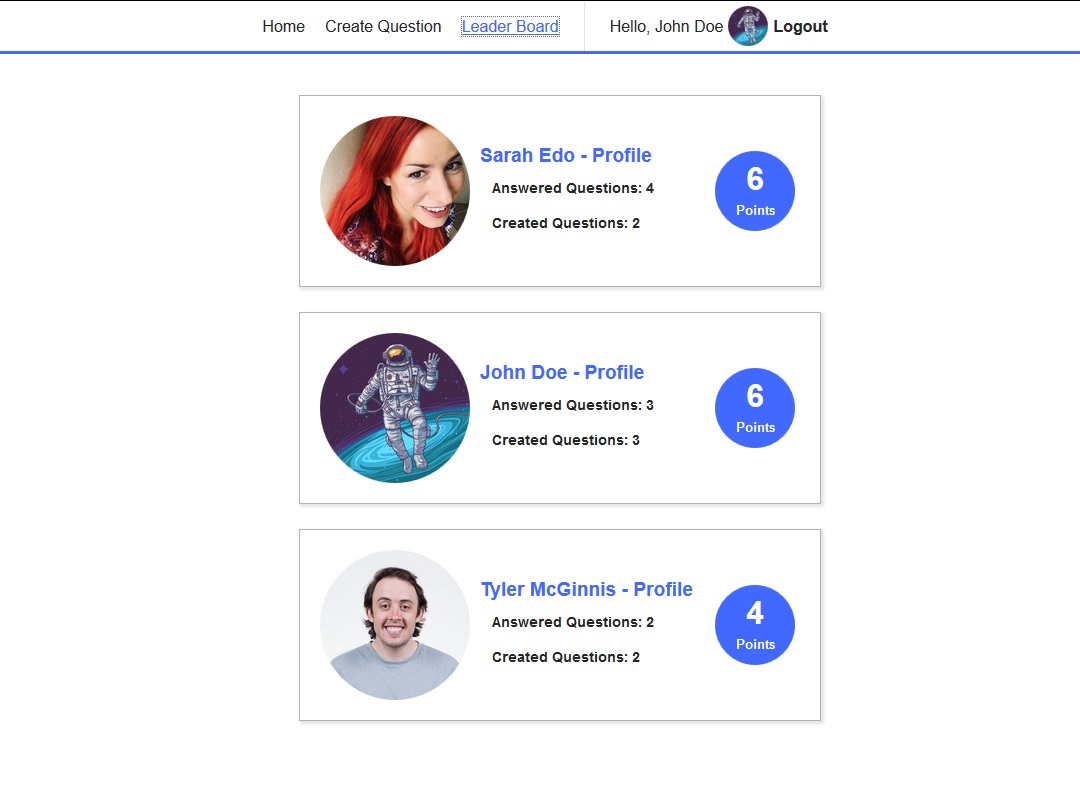 Home Create Question Leader Board Hello, John Doe Logout
Sarah Edo - Profile
Answered Questions: 4
Created Questions: 2
6
Points
John Doe - Profile
Answered Questions: 3
Created Questions: 3
6
Points
Tyler McGinnis - Profile
Answered Questions: 2
Created Questions: 2
4
Points